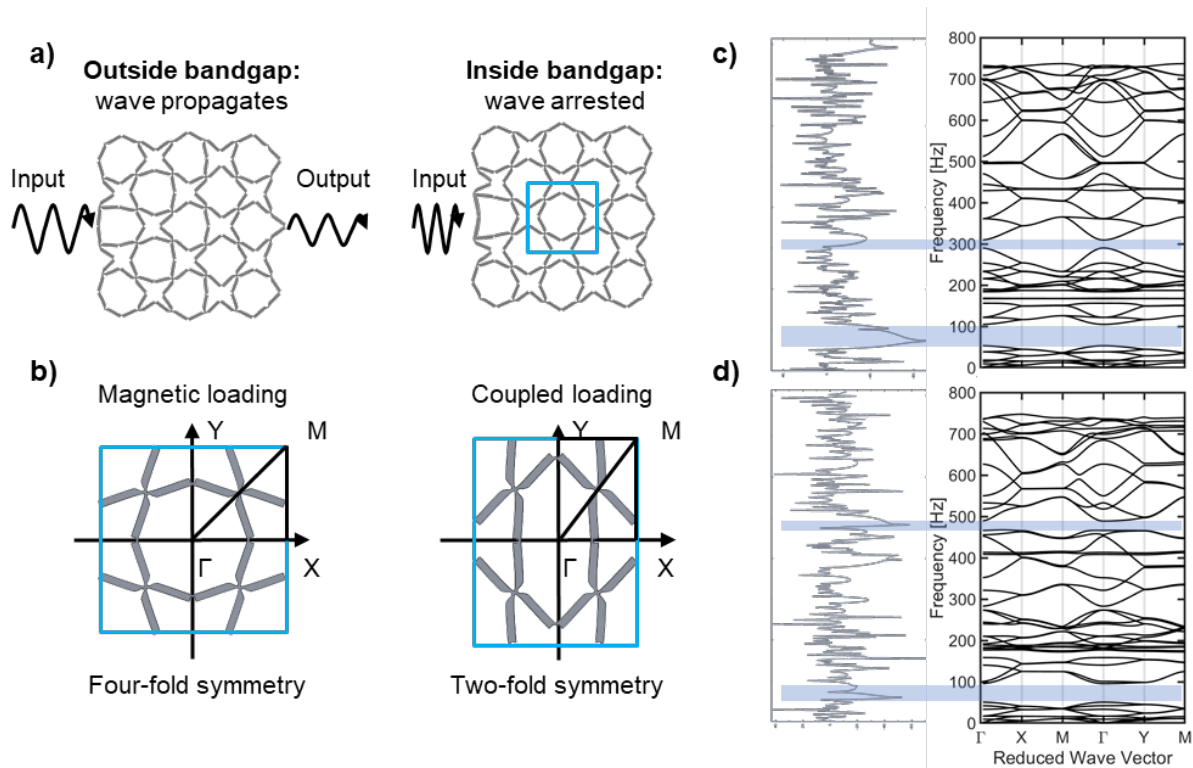 a)
Outside bandgap:
wave propagates
Inside bandgap:
wave arrested
Input
Output
Input
b)
Magnetic loading
Y
M
Γ
X
Four-fold symmetry
Coupled loading
Y
M
Γ
X
Two-fold symmetry
c)
Frequency [Hz]
800
700
600
500
400
300
200
100
0
d)
Frequency [Hz]
800
700
600
500
400
300
200
100
0
Γ X M Γ Y M
Reduced Wave Vector